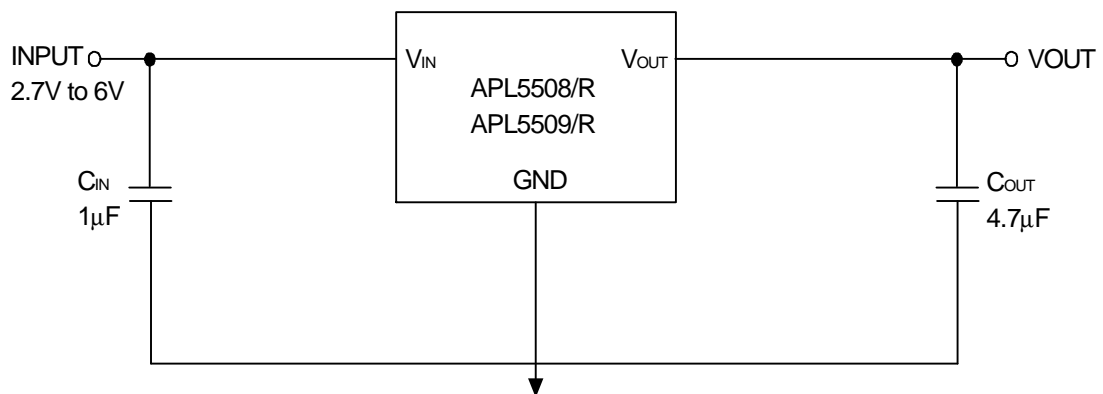 INPUT
2.7V to 6V
VIN
VOUT
APL5508/R
APL5509/R
GND
VOUT
CIN
1μF
COUT
4.7μF